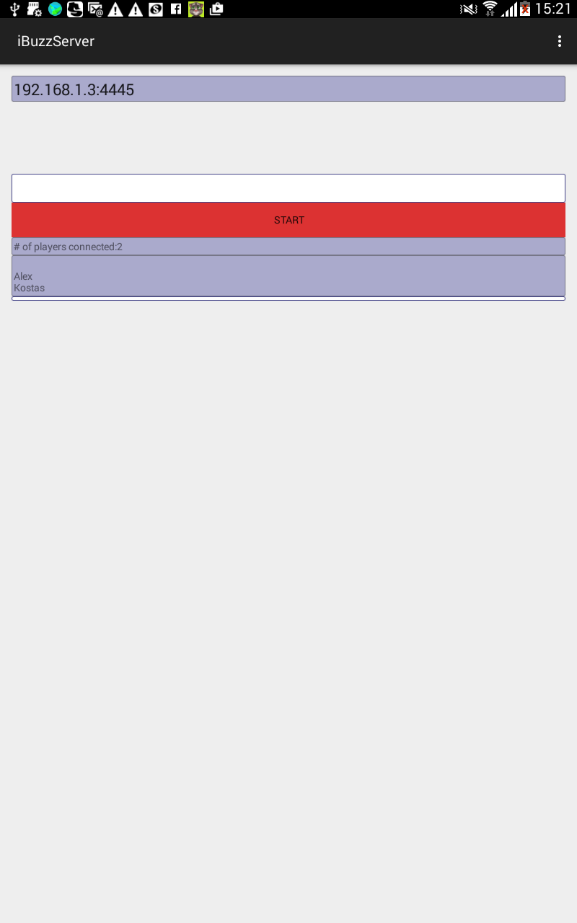 15:21
iBuzzServer
192.168.1.3:4445
START
# of players connected:2
Alex
Kostas